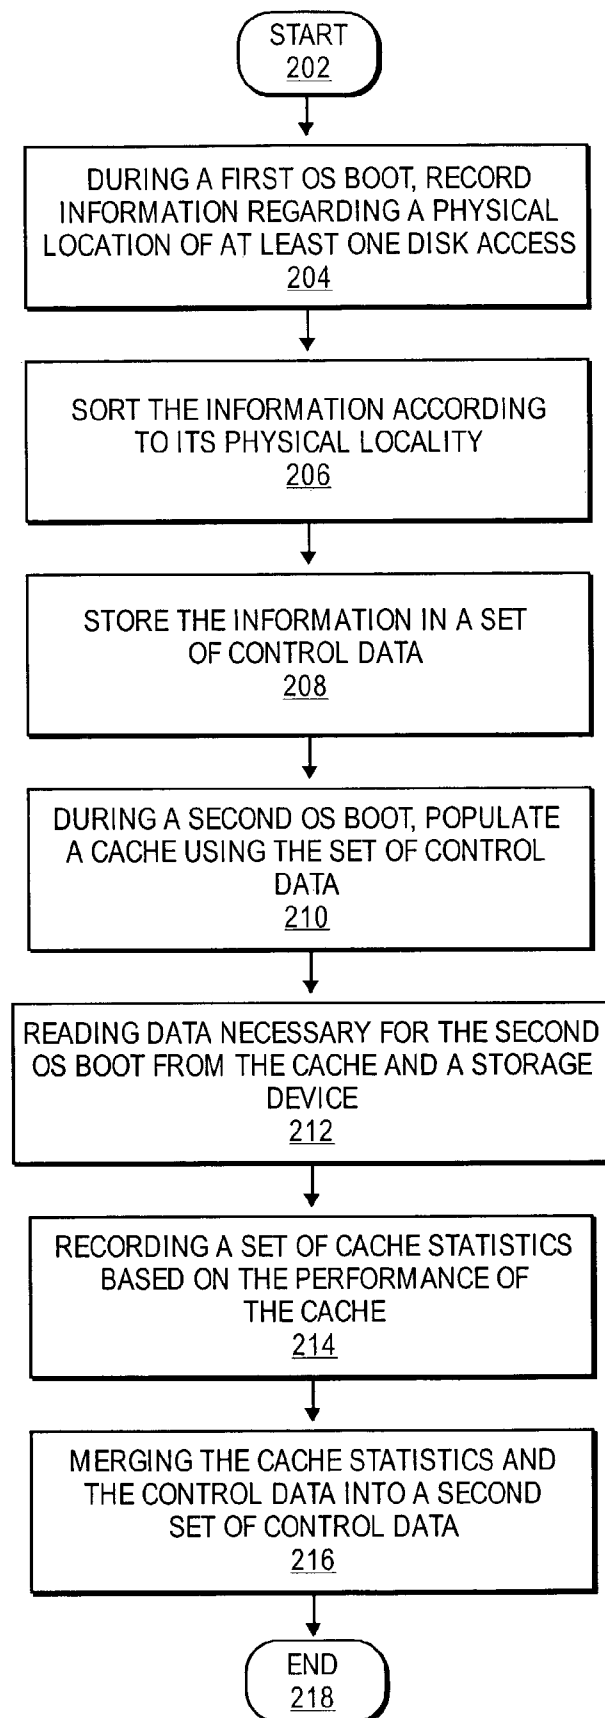 START
202
DURING A FIRST OS BOOT, RECORD
INFORMATION REGARDING A PHYSICAL
LOCATION OF AT LEAST ONE DISK ACCESS
204
SORT THE INFORMATION ACCORDING
TO ITS PHYSICAL LOCALITY
206
STORE THE INFORMATION IN A SET
OF CONTROL DATA
208
DURING A SECOND OS BOOT, POPULATE
A CACHE USING THE SET OF CONTROL
DATA
210
READING DATA NECESSARY FOR THE SECOND
OS BOOT FROM THE CACHE AND A STORAGE
DEVICE
212
RECORDING A SET OF CACHE STATISTICS
BASED ON THE PERFORMANCE OF
THE CACHE
214
MERGING THE CACHE STATISTICS AND
THE CONTROL DATA INTO A SECOND
SET OF CONTROL DATA
216
END
218